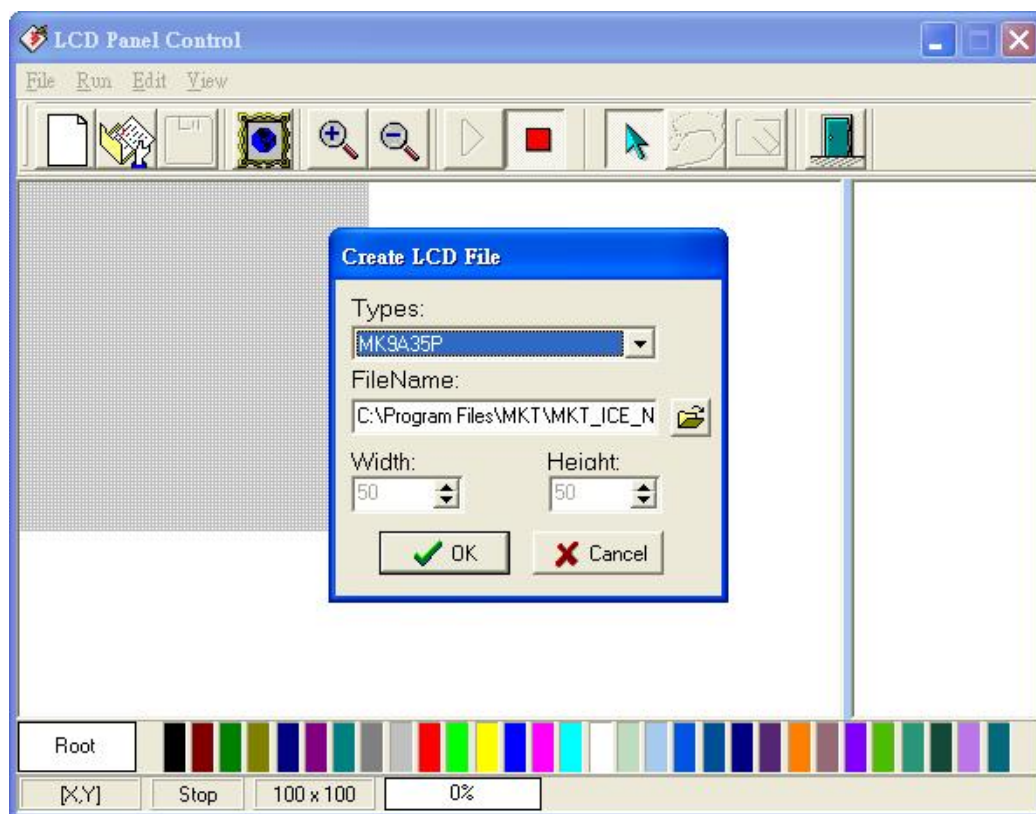 LCD Panel Control
File Run Edit View
Create LCD File
Types:
MK9A35P
FileName:
C:\Program Files\MKT\MKT_ICE_N
Width: Height:
50 50
OK Cancel
Root
[X,Y] Stop 100 x 100 0%